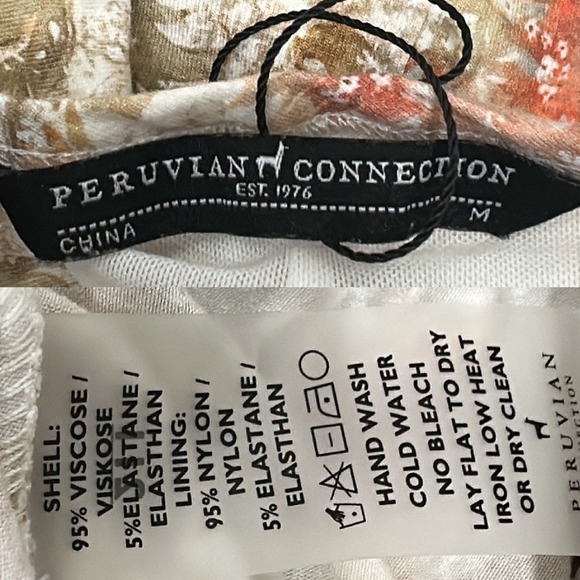 PERUVIAN CONNECTION
EST. 1976
M
CHINA
SHELL:
95% VISCOSE /
VISKOSE
5%ELASTANE /
ELASTHAN
LINING:
95% NYLON /
NYLON
5% ELASTANE /
ELASTHAN
HAND WASH
COLD WATER
NO BLEACH
LAY FLAT TO DRY
IRON LOW HEAT
OR DRY CLEAN
PERUVIAN